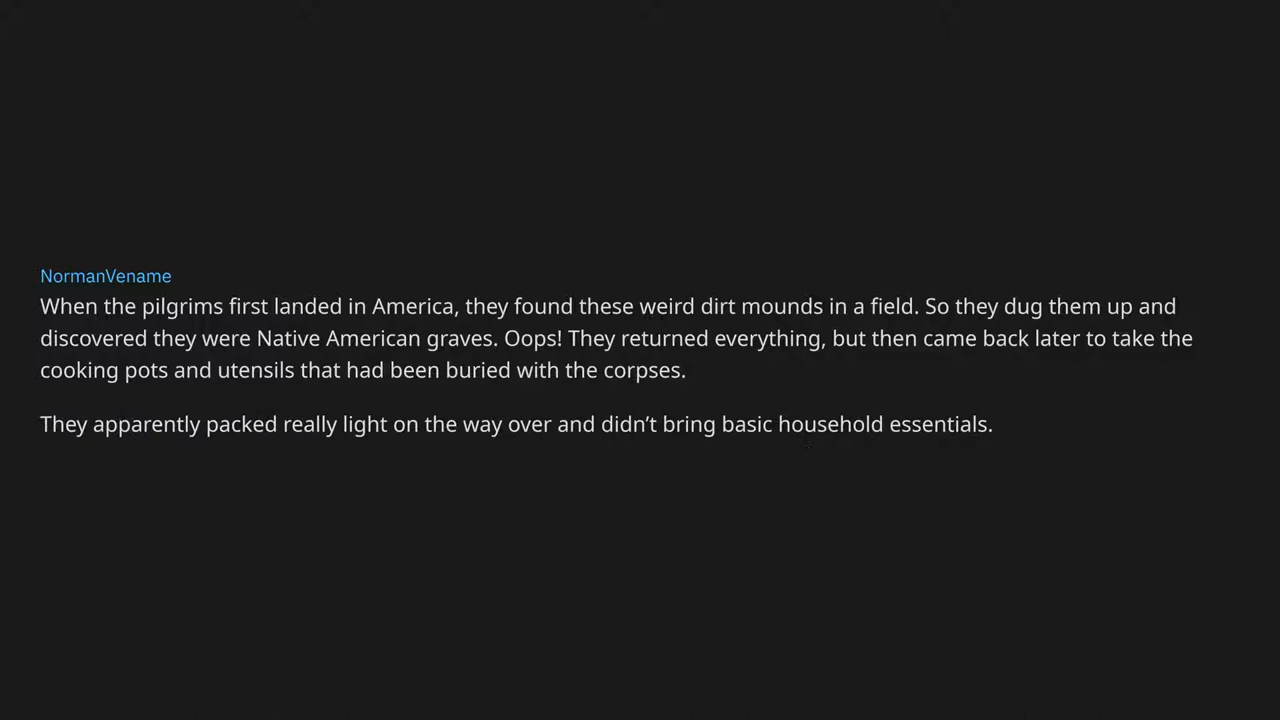 NormanVename
When the pilgrims first landed in America, they found these weird dirt mounds in a field. So they dug them up and
discovered they were Native American graves. Oops! They returned everything, but then came back later to take the
cooking pots and utensils that had been buried with the corpses.
They apparently packed really light on the way over and didn’t bring basic household essentials.